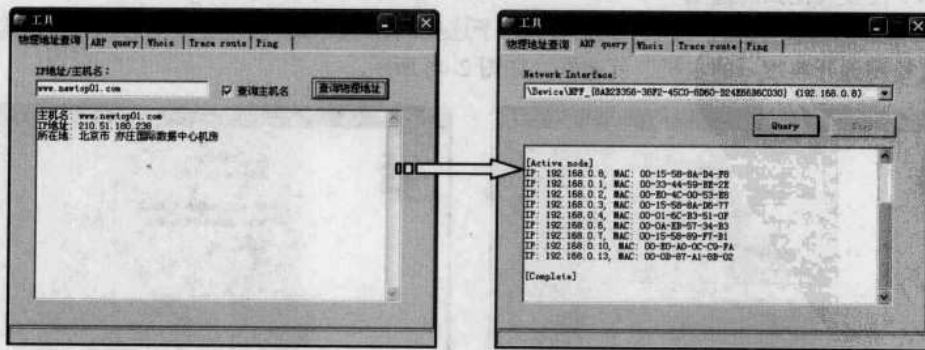 工具
物理地址查询 ARP query Whois Trace route Ping
IP地址/主机名：
www.newtop01.com
查询主机名
查询物理地址
主机名: www.newtop01.com
IP地址: 210.51.180.238
所在地: 北京市 亦庄国际数据中心机房
工具
物理地址查询 ARP query Whois Trace route Ping
Network Interface:
(192.168.0.8)
Query
Stop
[Active node]
IP: 192.168.0.8, MAC: 00-15-58-8A-D4-F8
IP: 192.168.0.1, MAC: 00-33-44-59-EE-2E
IP: 192.168.0.2, MAC: 00-E0-4C-00-53-E8
IP: 192.168.0.3, MAC: 00-15-58-8A-D6-77
IP: 192.168.0.4, MAC: 00-01-6C-B3-51-0F
IP: 192.168.0.6, MAC: 00-0A-EB-57-34-B3
IP: 192.168.0.7, MAC: 00-15-58-89-F7-B1
IP: 192.168.0.10, MAC: 00-E0-A0-0C-C9-FA
IP: 192.168.0.13, MAC: 00-0D-87-A1-8B-02
[Complete]